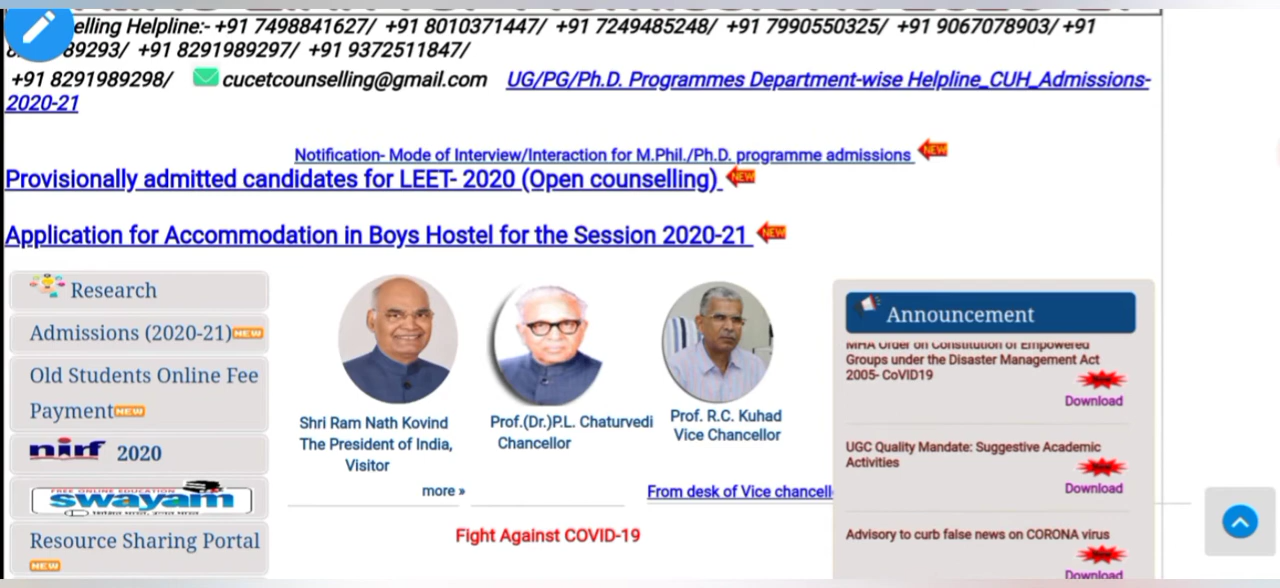 elling Helpline:- +91 7498841627/ +91 8010371447/ +91 7249485248/ +91 7990550325/ +91 9067078903/ +91
89293/ +91 8291989297/ +91 9372511847/
+91 8291989298/ cucetcounselling@gmail.com UG/PG/Ph.D. Programmes Department-wise Helpline_CUH_Admissions-
2020-21
Notification- Mode of Interview/Interaction for M.Phil./Ph.D. programme admissions NEW
Provisionally admitted candidates for LEET- 2020 (Open counselling) NEW
Application for Accommodation in Boys Hostel for the Session 2020-21 NEW
Research
Admissions (2020-21) NEW
Old Students Online Fee
Payment NEW
nirf 2020
FREE ONLINE EDUCATION
swayam
Resource Sharing Portal
NEW
Shri Ram Nath Kovind
The President of India,
Visitor
Prof.(Dr.)P.L. Chaturvedi
Chancellor
Prof. R.C. Kuhad
Vice Chancellor
more »
From desk of Vice chancell
Fight Against COVID-19
Announcement
MHA Order on Constitution of Empowered
Groups under the Disaster Management Act
2005- CoVID19
New
Download
UGC Quality Mandate: Suggestive Academic
Activities
New
Download
Advisory to curb false news on CORONA virus
New
Download